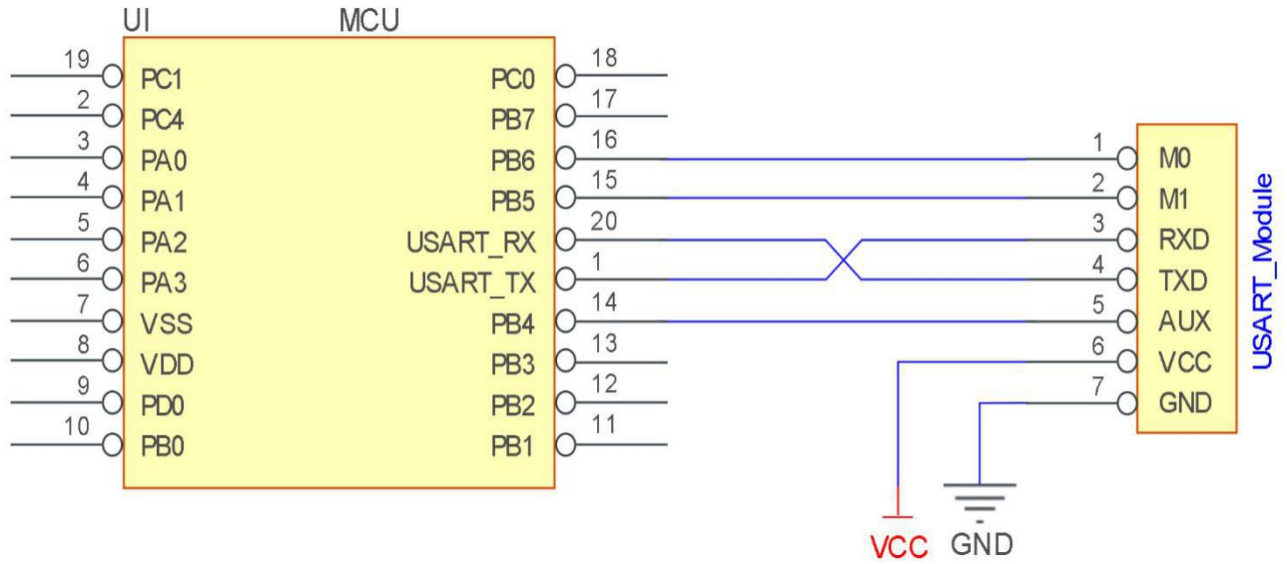 UI MCU
19 PC1 PC0 18
2 PC4 PB7 17
3 PA0 PB6 16 1 M0
4 PA1 PB5 15 2 M1
5 PA2 USART_RX 20 3 RXD
6 PA3 USART_TX 1 4 TXD
7 VSS PB4 14 5 AUX
8 VDD PB3 13 6 VCC
9 PD0 PB2 12 7 GND
10 PB0 PB1 11
USART_Module
VCC GND